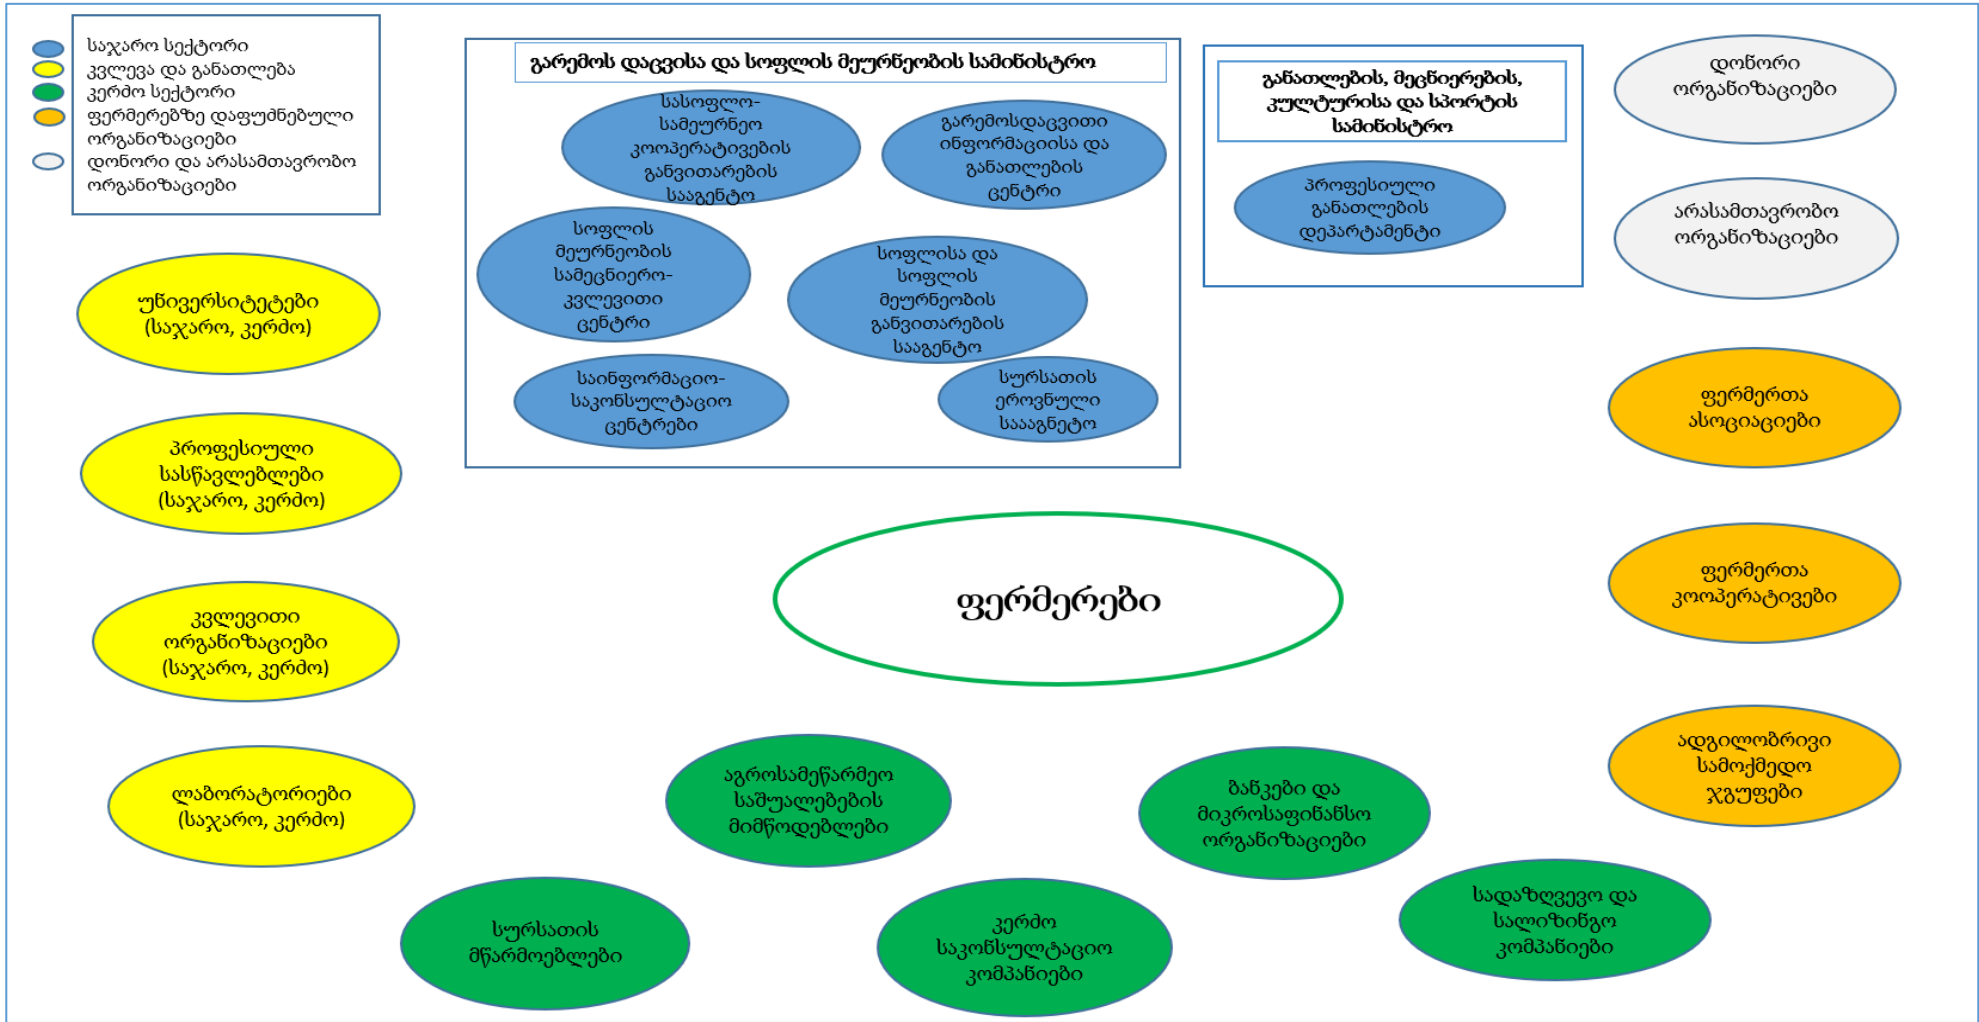 საჯარო სექტორი
კვლევა და განათლება
კერძო სექტორი
ფერმერებზე დაფუძნებული
ორგანიზაციები
დონორი და არასამთავრობო
ორგანიზაციები
გარემოს დაცვისა და სოფლის მეურნეობის სამინისტრო
სასოფლო-
სამეურნეო
კოოპერატივების
განვითარების
სააგენტო
გარემოსდაცვითი
ინფორმაციისა და
განათლების
ცენტრი
სოფლის
მეურნეობის
სამეცნიერო-
კვლევითი
ცენტრი
სოფლისა და
სოფლის
მეურნეობის
განვითარების
სააგენტო
საინფორმაციო-
საკონსულტაციო
ცენტრები
სურსათის
ეროვნული
საააგნეტო
განათლების, მეცნიერების,
კულტურისა და სპორტის
სამინისტრო
პროფესიული
განათლების
დეპარტამენტი
დონორი
ორგანიზაციები
არასამთავრობო
ორგანიზაციები
ფერმერთა
ასოციაციები
ფერმერთა
კოოპერატივები
ადგილობრივი
სამოქმედო
ჯგუფები
უნივერსიტეტები
(საჯარო, კერძო)
პროფესიული
სასწავლებლები
(საჯარო, კერძო)
კვლევითი
ორგანიზაციები
(საჯარო, კერძო)
ლაბორატორიები
(საჯარო, კერძო)
ფერმერები
აგროსამეწარმეო
საშუალებების
მიმწოდებლები
ბანკები და
მიკროსაფინანსო
ორგანიზაციები
სურსათის
მწარმოებლები
კერძო
საკონსულტაციო
კომპანიები
სადაზღვევო და
სალიზინგო
კომპანიები